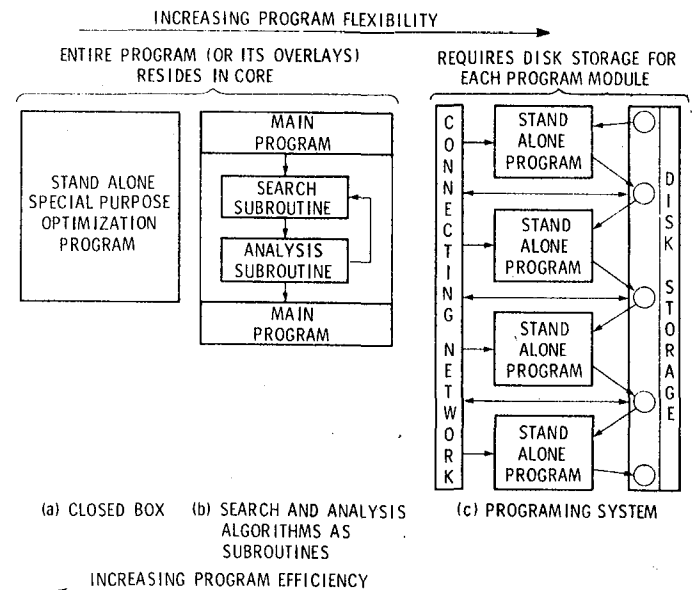 INCREASING PROGRAM FLEXIBILITY
ENTIRE PROGRAM (OR ITS OVERLAYS)
RESIDES IN CORE
REQUIRES DISK STORAGE FOR
EACH PROGRAM MODULE
STAND ALONE
SPECIAL PURPOSE
OPTIMIZATION
PROGRAM
MAIN
PROGRAM
SEARCH
SUBROUTINE
ANALYSIS
SUBROUTINE
MAIN
PROGRAM
CONNECTING NETWORK
STAND
ALONE
PROGRAM
STAND
ALONE
PROGRAM
STAND
ALONE
PROGRAM
STAND
ALONE
PROGRAM
DISK STORAGE
(a) CLOSED BOX
(b) SEARCH AND ANALYSIS
ALGORITHMS AS
SUBROUTINES
(c) PROGRAMING SYSTEM
INCREASING PROGRAM EFFICIENCY